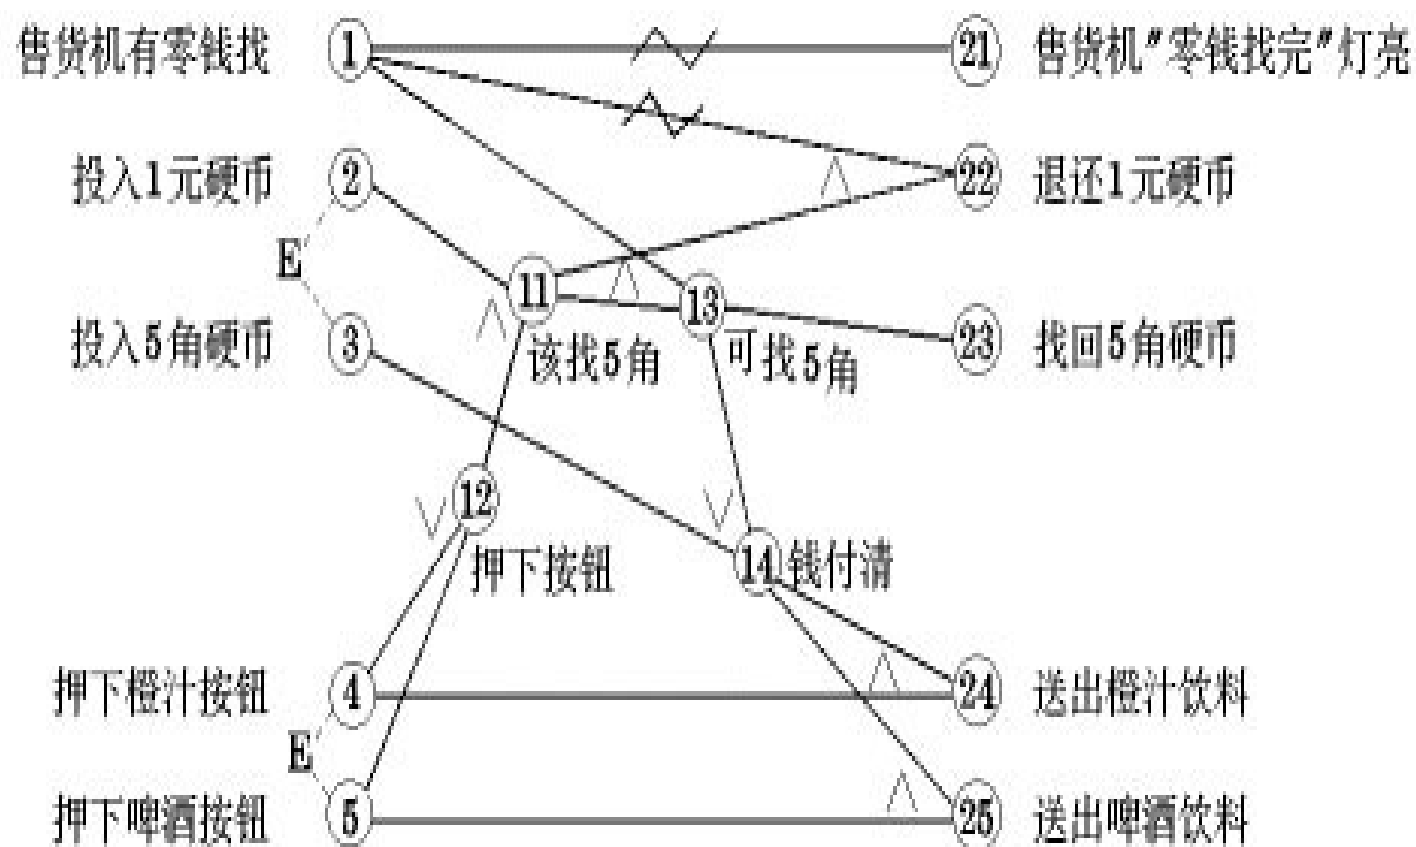 售货机有零钱找 1 21 售货机"零钱找完"灯亮
投入1元硬币 2 22 退还1元硬币
E
11 13
投入5角硬币 3 该找5角 可找5角 23 找回5角硬币
12
押下按钮 14 钱付清
押下橙汁按钮 4 24 送出橙汁饮料
E
押下啤酒按钮 5 25 送出啤酒饮料